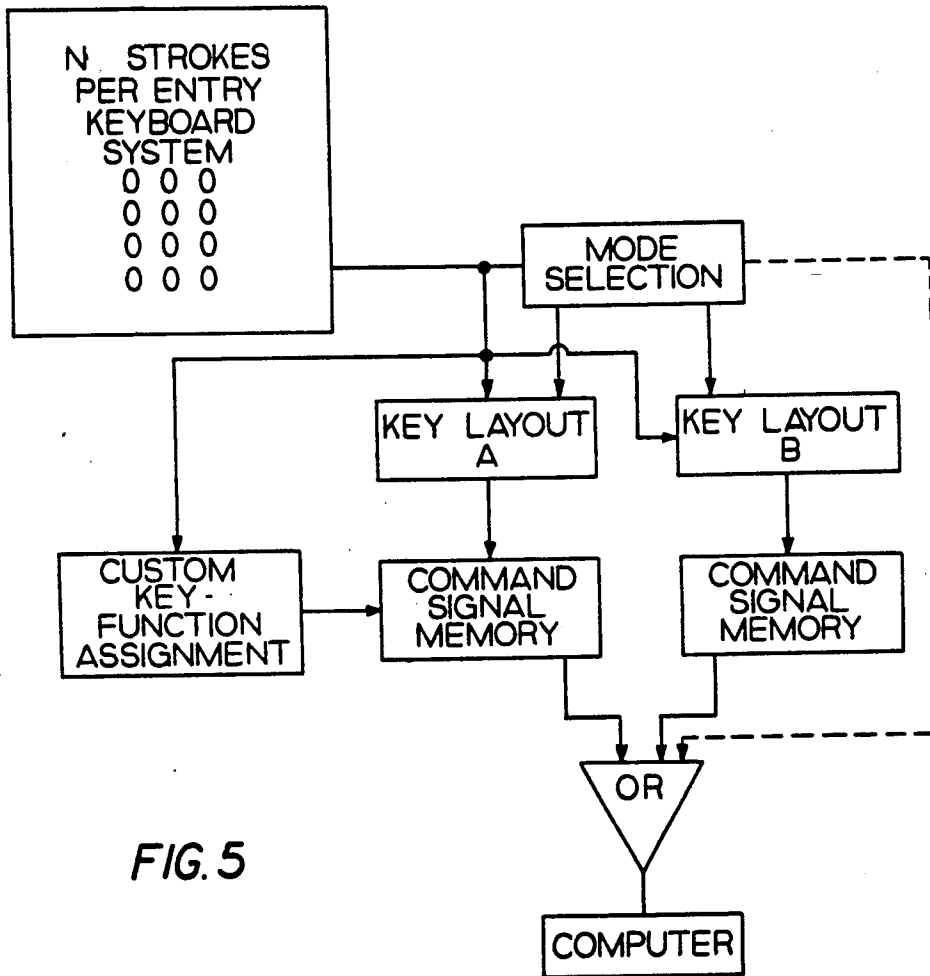 N STROKES
PER ENTRY
KEYBOARD
SYSTEM
0 0 0
0 0 0
0 0 0
0 0 0
MODE
SELECTION
KEY LAYOUT
A
KEY LAYOUT
B
CUSTOM
KEY-
FUNCTION
ASSIGNMENT
COMMAND
SIGNAL
MEMORY
COMMAND
SIGNAL
MEMORY
OR
FIG. 5
COMPUTER